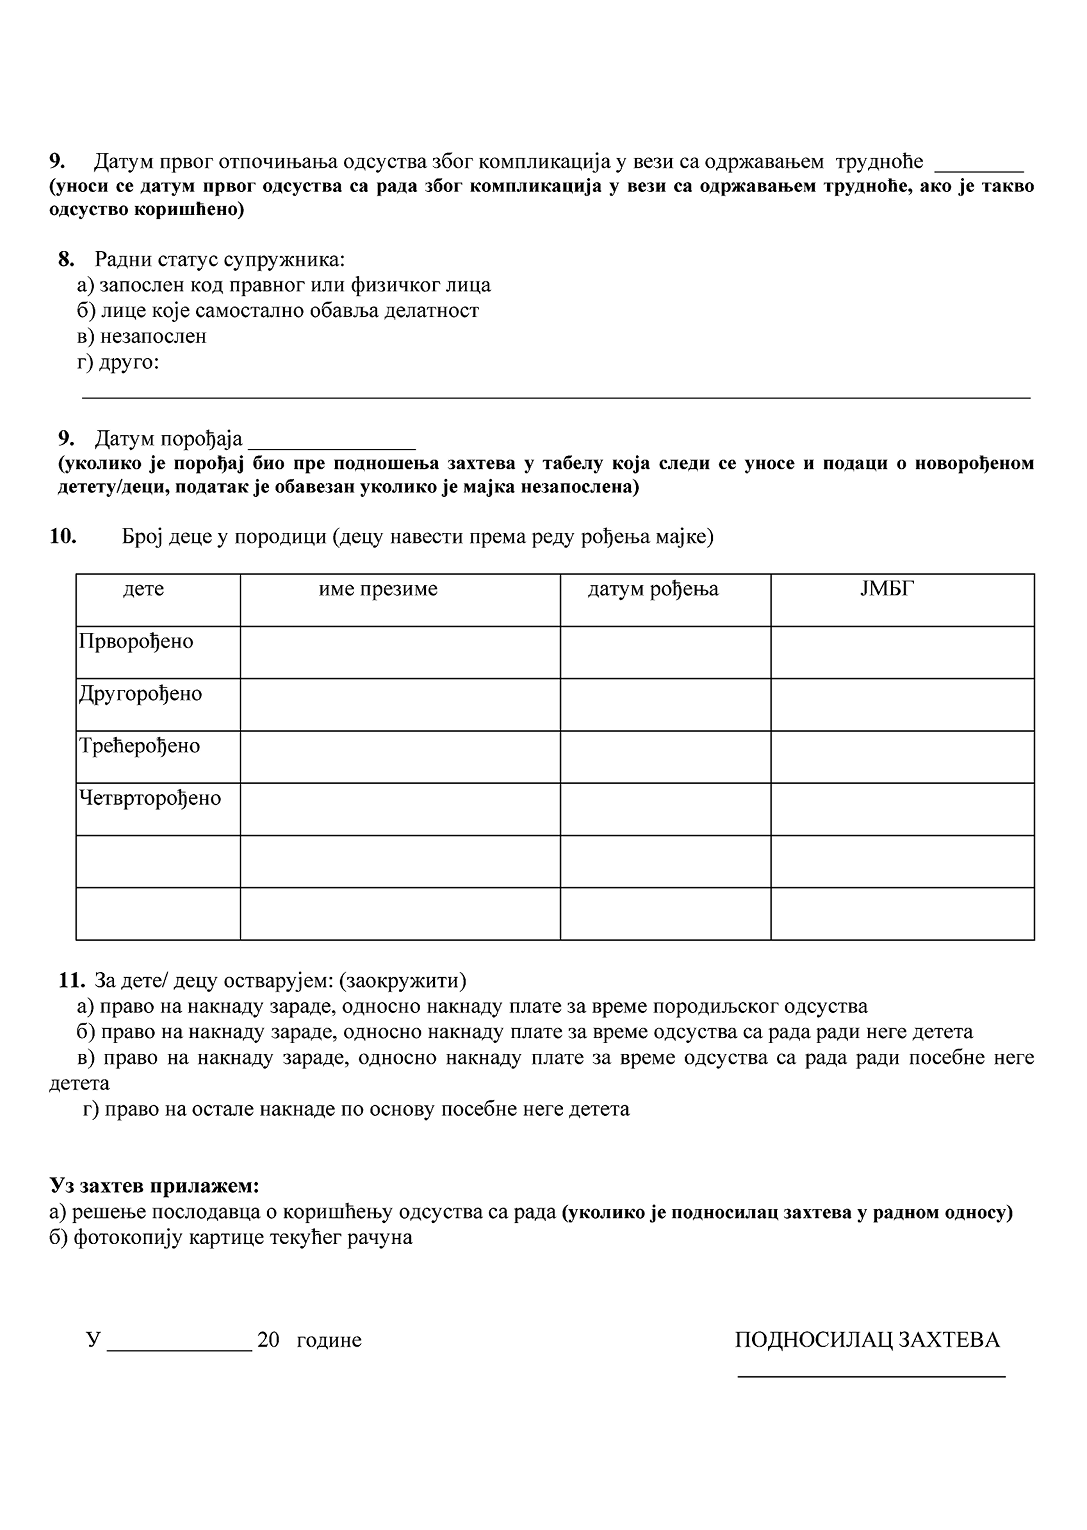 9. Датум првог отпочињања одсуства због компликација у вези са одржавањем трудноће ________
(уноси се датум првог одсуства са рада због компликација у вези са одржавањем трудноће, ако је такво
одсуство коришћено)
8. Радни статус супружника:
а) запослен код правног или физичког лица
б) лице које самостално обавља делатност
в) незапослен
г) друго:
9. Датум порођаја _______________
(уколико је порођај био пре подношења захтева у табелу која следи се уносе и подаци о новорођеном
детету/деци, податак је обавезан уколико је мајка незапослена)
10. Број деце у породици (децу навести према реду рођења мајке)
дете име презиме датум рођења ЈМБГ
Прворођено
Другорођено
Трећерођено
Четврторођено
11. За дете/ децу остварујем: (заокружити)
а) право на накнаду зараде, односно накнаду плате за време породиљског одсуства
б) право на накнаду зараде, односно накнаду плате за време одсуства са рада ради неге детета
в) право на накнаду зараде, односно накнаду плате за време одсуства са рада ради посебне неге
детета
г) право на остале накнаде по основу посебне неге детета
Уз захтев прилажем:
а) решење послодавца о коришћењу одсуства са рада (уколико је подносилац захтева у радном односу)
б) фотокопију картице текућег рачуна
У _____________ 20 године ПОДНОСИЛАЦ ЗАХТЕВА